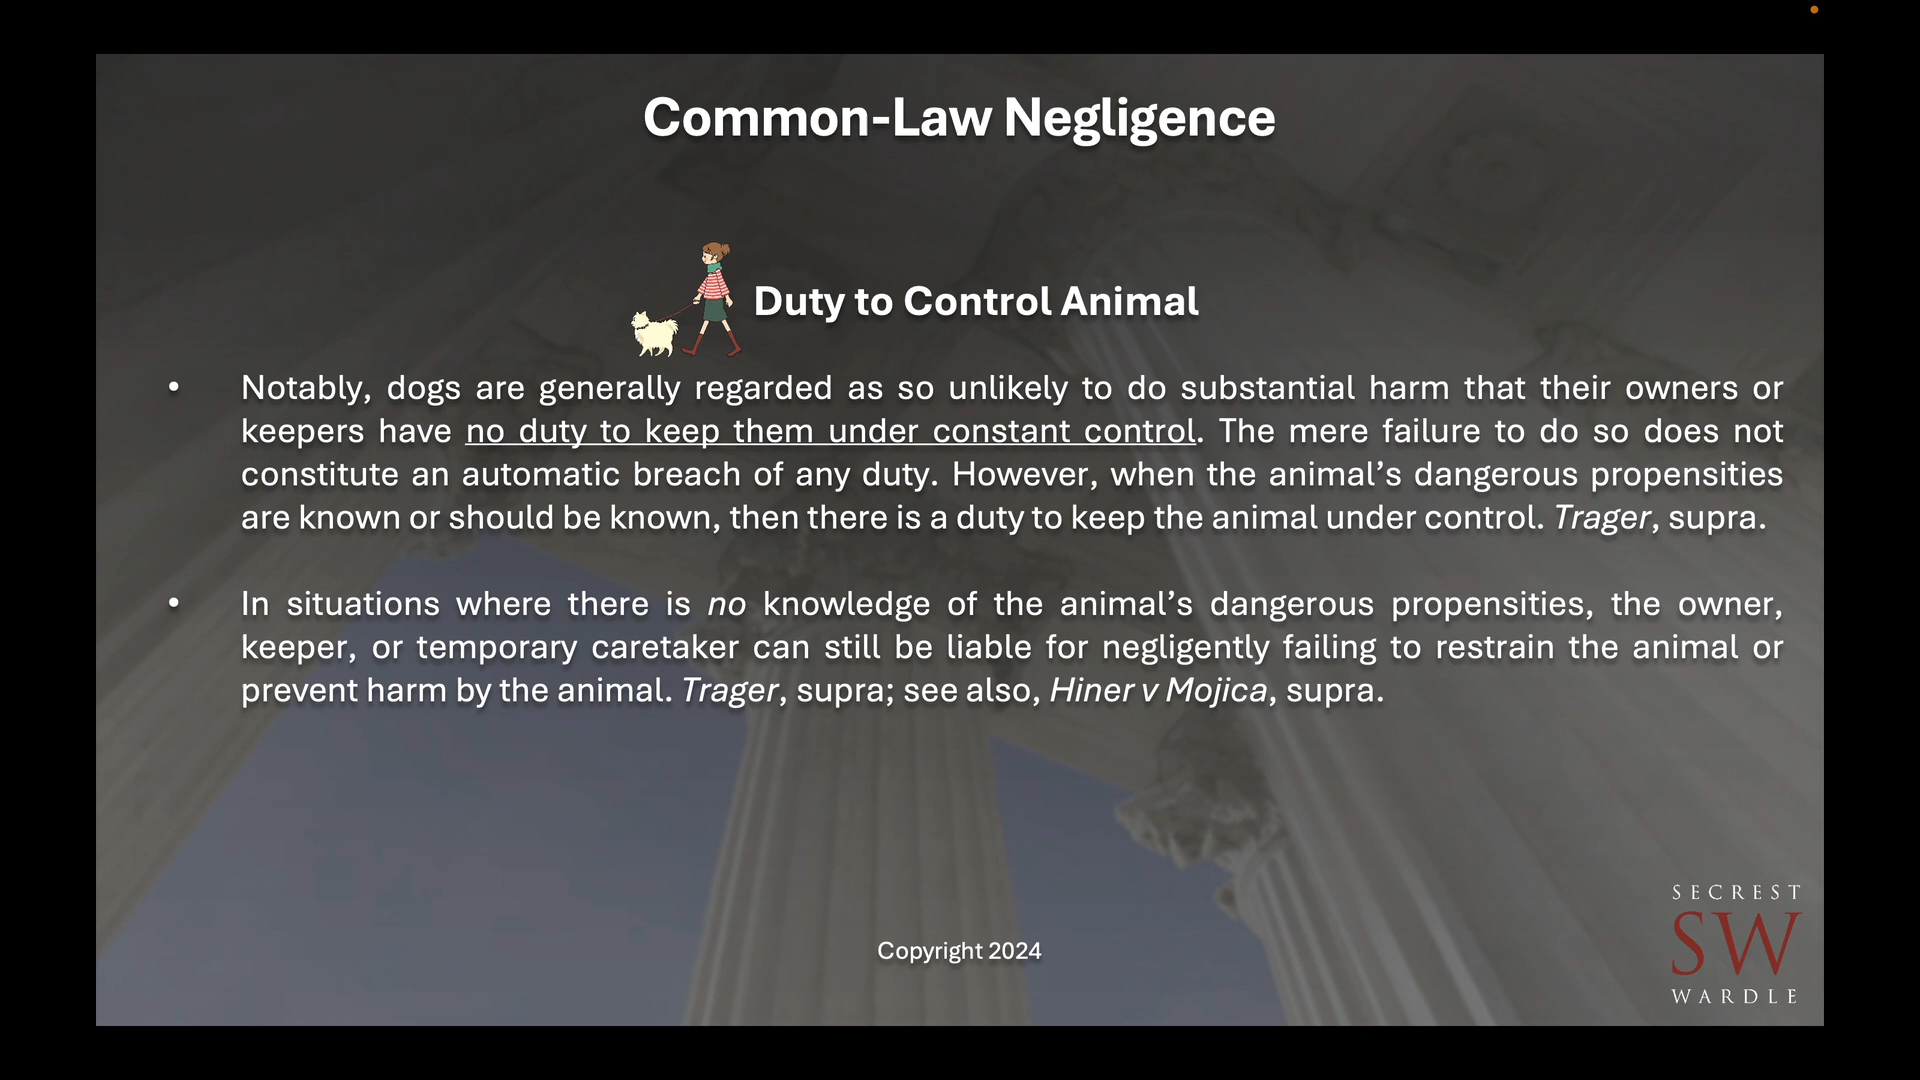 Common-Law Negligence
Duty to Control Animal
• Notably, dogs are generally regarded as so unlikely to do substantial harm that their owners or
keepers have no duty to keep them under constant control. The mere failure to do so does not
constitute an automatic breach of any duty. However, when the animal’s dangerous propensities
are known or should be known, then there is a duty to keep the animal under control. Trager, supra.
• In situations where there is no knowledge of the animal’s dangerous propensities, the owner,
keeper, or temporary caretaker can still be liable for negligently failing to restrain the animal or
prevent harm by the animal. Trager, supra; see also, Hiner v Mojica, supra.
Copyright 2024
SECREST
SW
WARDLE